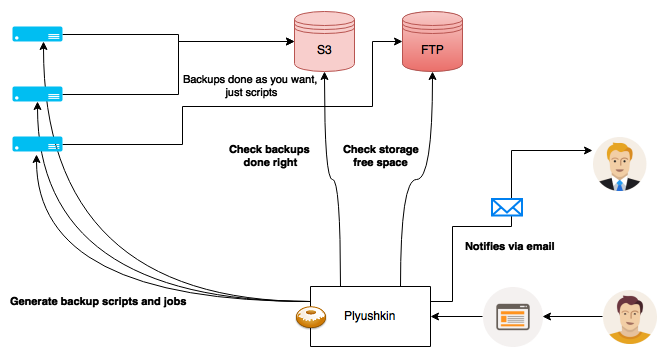 S3
FTP
Backups done as you want,
just scripts
Check backups
done right
Check storage
free space
Notifies via email
Generate backup scripts and jobs
Plyushkin